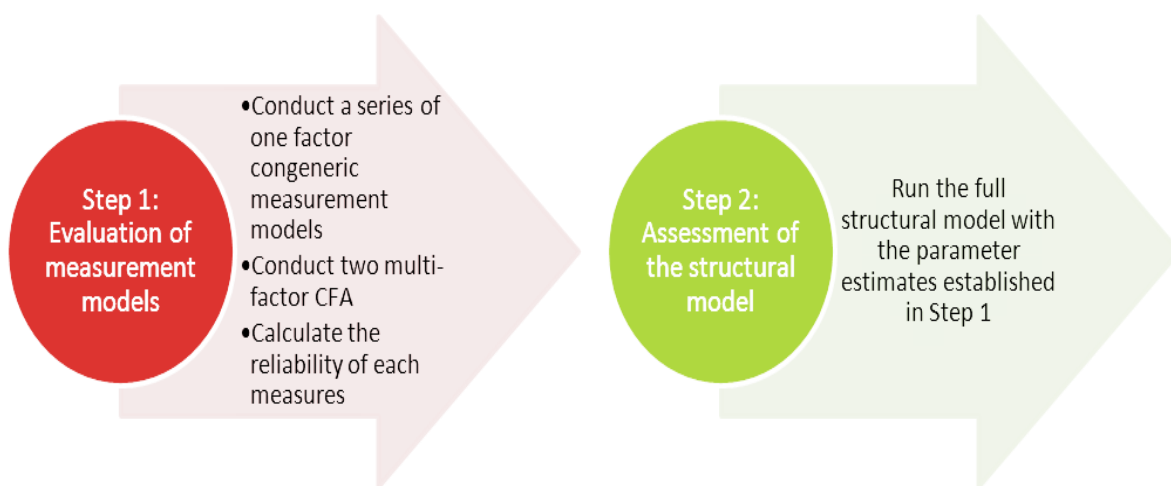 Step 1:
Evaluation of
measurement
models
•Conduct a series of
one factor
congeneric
measurement
models
•Conduct two multi-
factor CFA
•Calculate the
reliability of each
measures
Step 2:
Assessment of
the structural
model
Run the full
structural model with
the parameter
estimates established
in Step 1